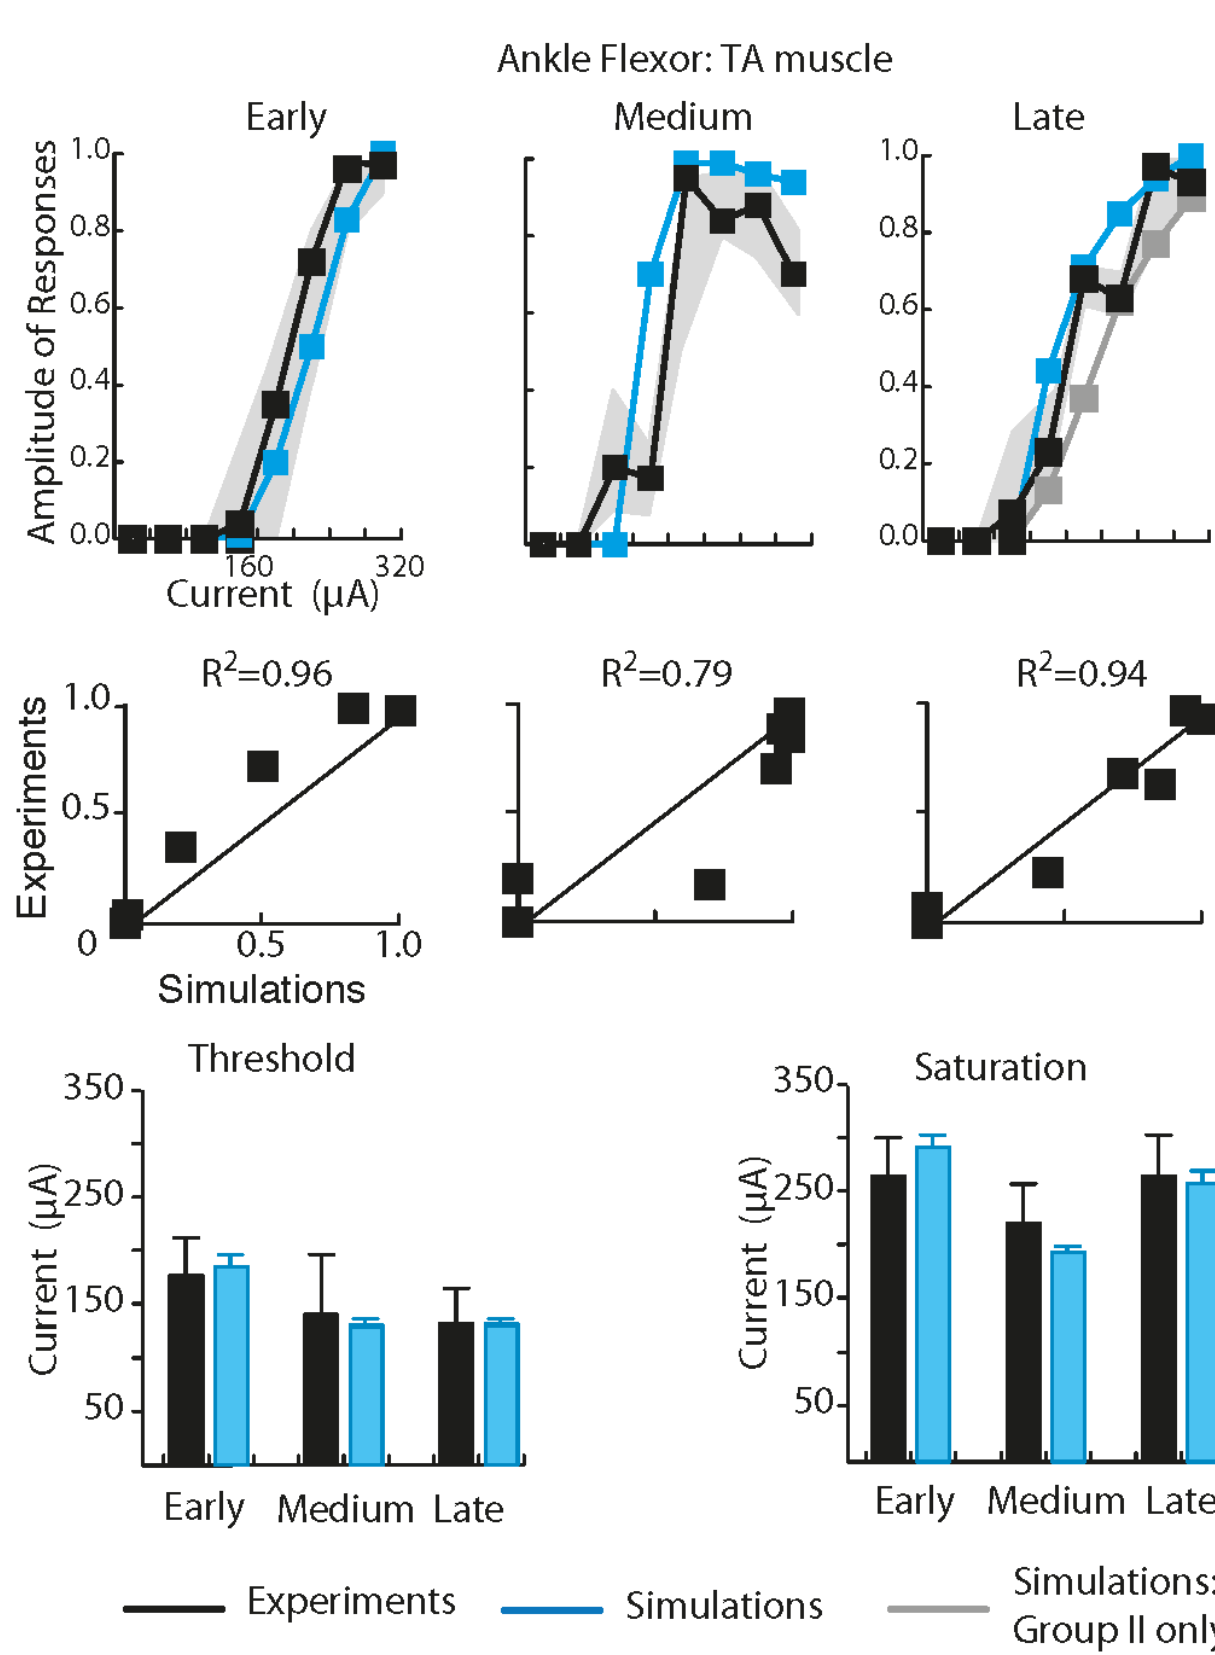 Ankle Flexor: TA muscle
Early Medium Late
Amplitude of Responses
1.0
0.8
0.6
0.4
0.2
0.0
160 320
Current (µA)
1.0
0.8
0.6
0.4
0.2
0.0
R²=0.96 R²=0.79 R²=0.94
Experiments
1.0
0.5
0 0.5 1.0
Simulations
Threshold
Current (µA)
350
250
150
50
Early Medium Late
Saturation
Current (µA)
350
250
150
50
Early Medium Late
Experiments Simulations Simulations:
Group II only